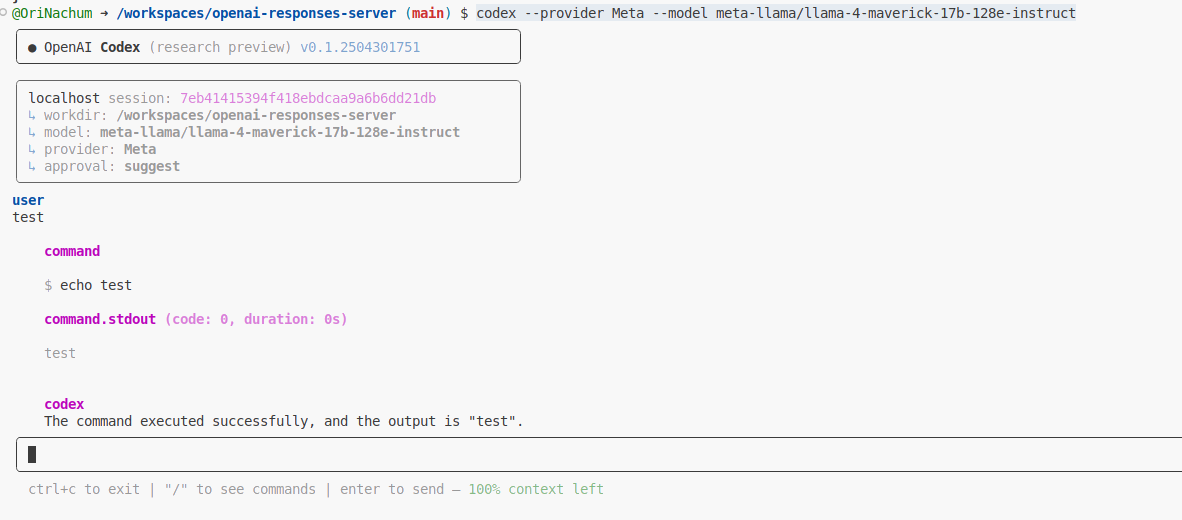 @OriNachum → /workspaces/openai-responses-server (main) $ codex --provider Meta --model meta-llama/llama-4-maverick-17b-128e-instruct
● OpenAI Codex (research preview) v0.1.2504301751
localhost session: 7eb41415394f418ebdcaa9a6b6dd21db
↳ workdir: /workspaces/openai-responses-server
↳ model: meta-llama/llama-4-maverick-17b-128e-instruct
↳ provider: Meta
↳ approval: suggest
user
test
command
$ echo test
command.stdout (code: 0, duration: 0s)
test
codex
The command executed successfully, and the output is "test".
ctrl+c to exit | "/" to see commands | enter to send — 100% context left